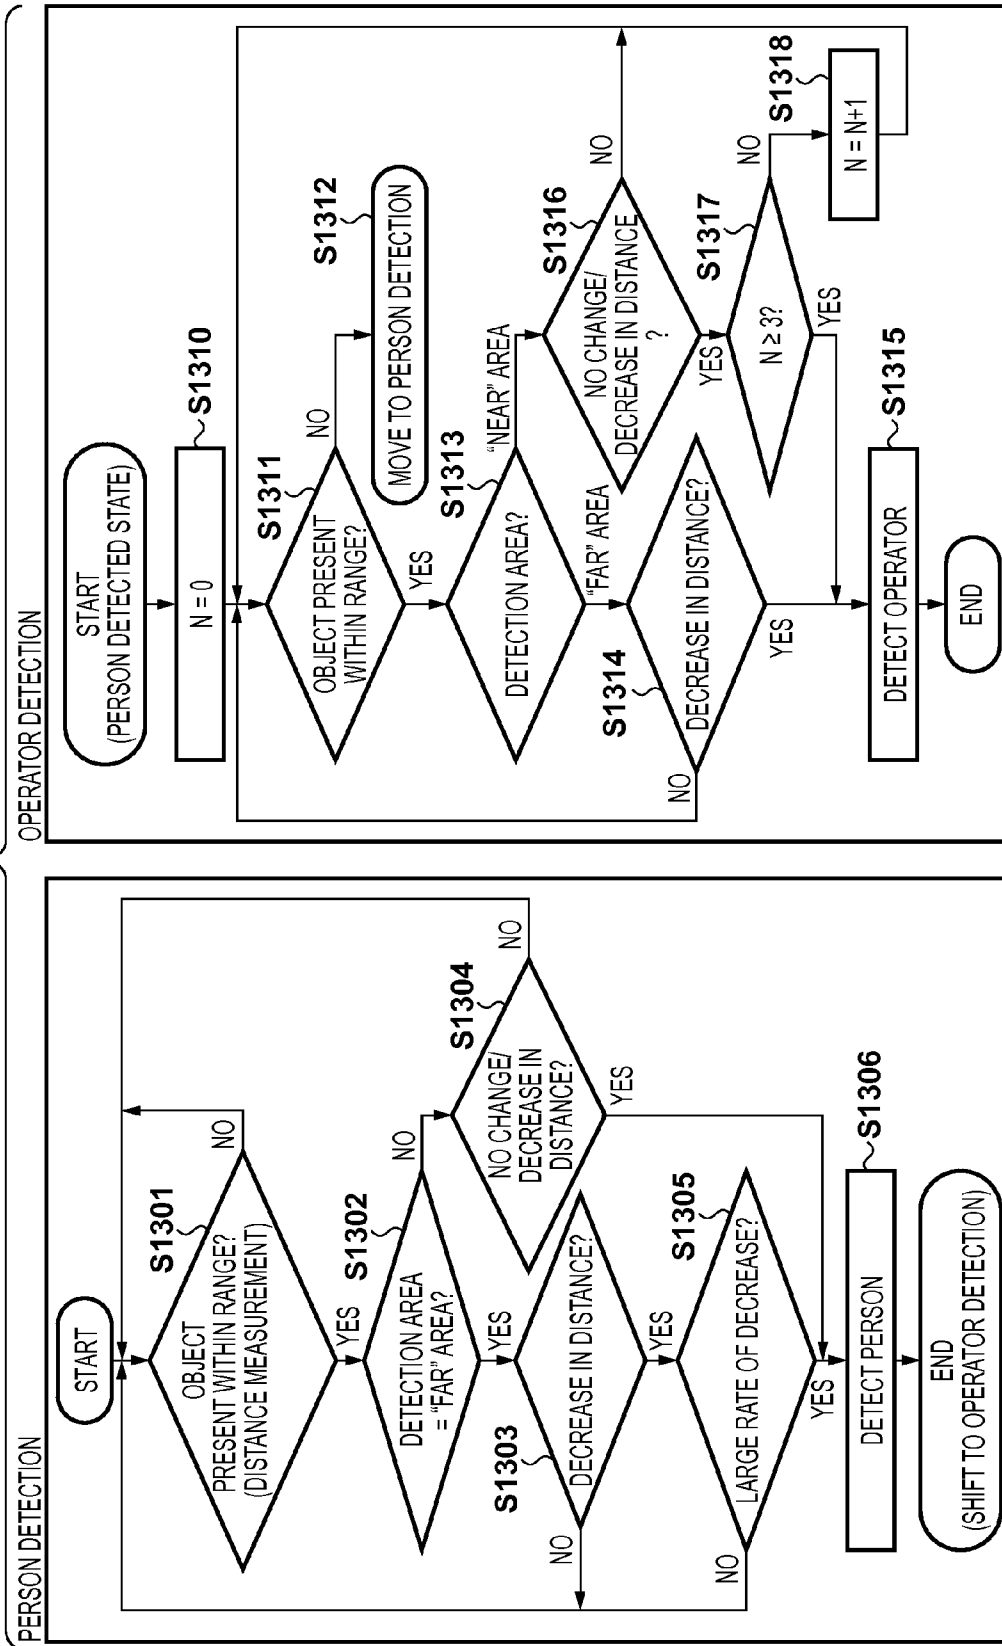 PERSON DETECTION
START
S1301
OBJECT
PRESENT WITHIN RANGE?
(DISTANCE MEASUREMENT)
NO
YES
S1302
DETECTION AREA
= "FAR" AREA?
NO
YES
S1304
NO CHANGE/
DECREASE IN
DISTANCE?
NO
YES
S1303
DECREASE IN DISTANCE?
NO
YES
S1305
LARGE RATE OF DECREASE?
NO
YES
S1306
DETECT PERSON
END
(SHIFT TO OPERATOR DETECTION)
OPERATOR DETECTION
START
(PERSON DETECTED STATE)
S1310
N = 0
S1311
OBJECT PRESENT
WITHIN RANGE?
NO
YES
S1312
MOVE TO PERSON DETECTION
S1313
DETECTION AREA?
"NEAR" AREA
"FAR" AREA
S1316
NO CHANGE/
DECREASE IN DISTANCE
?
NO
YES
S1314
DECREASE IN DISTANCE?
NO
YES
S1317
N ≥ 3?
NO
YES
S1318
N = N+1
S1315
DETECT OPERATOR
END